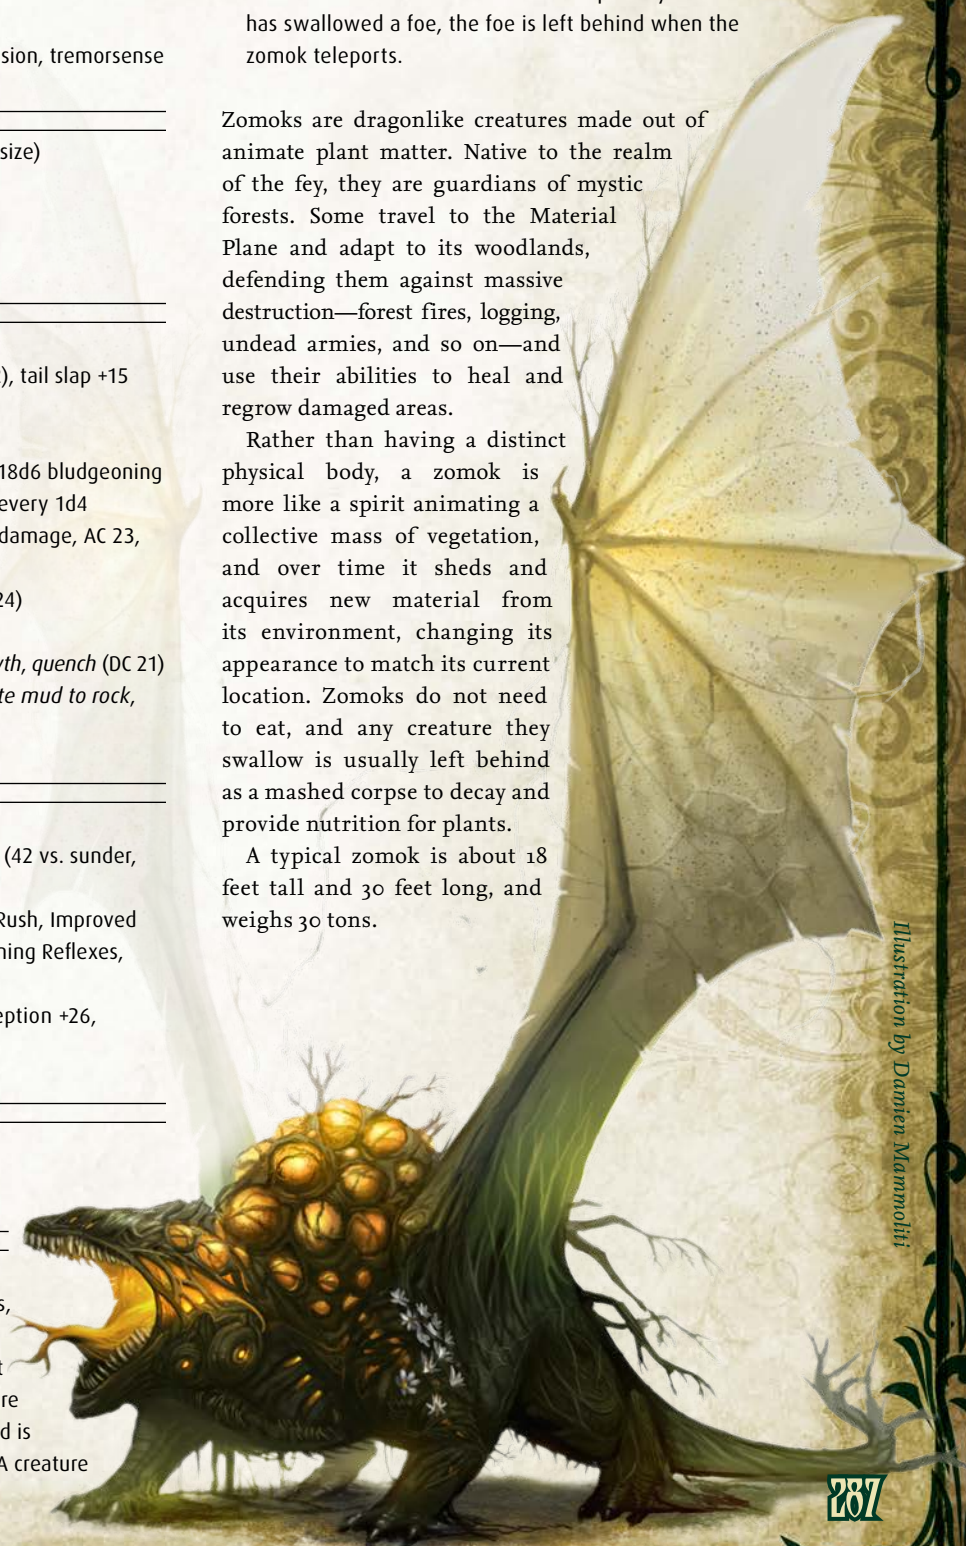 sion, tremorsense
size)
), tail slap +15
18d6 bludgeoning
every 1d4
damage, AC 23,
24)
yth, quench (DC 21)
te mud to rock,
(42 vs. sunder,
Rush, Improved
ning Reflexes,
eption +26,
s,
t
re
d is
A creature
has swallowed a foe, the foe is left behind when the
zomok teleports.
Zomoks are dragonlike creatures made out of
animate plant matter. Native to the realm
of the fey, they are guardians of mystic
forests. Some travel to the Material
Plane and adapt to its woodlands,
defending them against massive
destruction—forest fires, logging,
undead armies, and so on—and
use their abilities to heal and
regrow damaged areas.
Rather than having a distinct
physical body, a zomok is
more like a spirit animating a
collective mass of vegetation,
and over time it sheds and
acquires new material from
its environment, changing its
appearance to match its current
location. Zomoks do not need
to eat, and any creature they
swallow is usually left behind
as a mashed corpse to decay and
provide nutrition for plants.
A typical zomok is about 18
feet tall and 30 feet long, and
weighs 30 tons.
Illustration by Damien Mammoliti
287